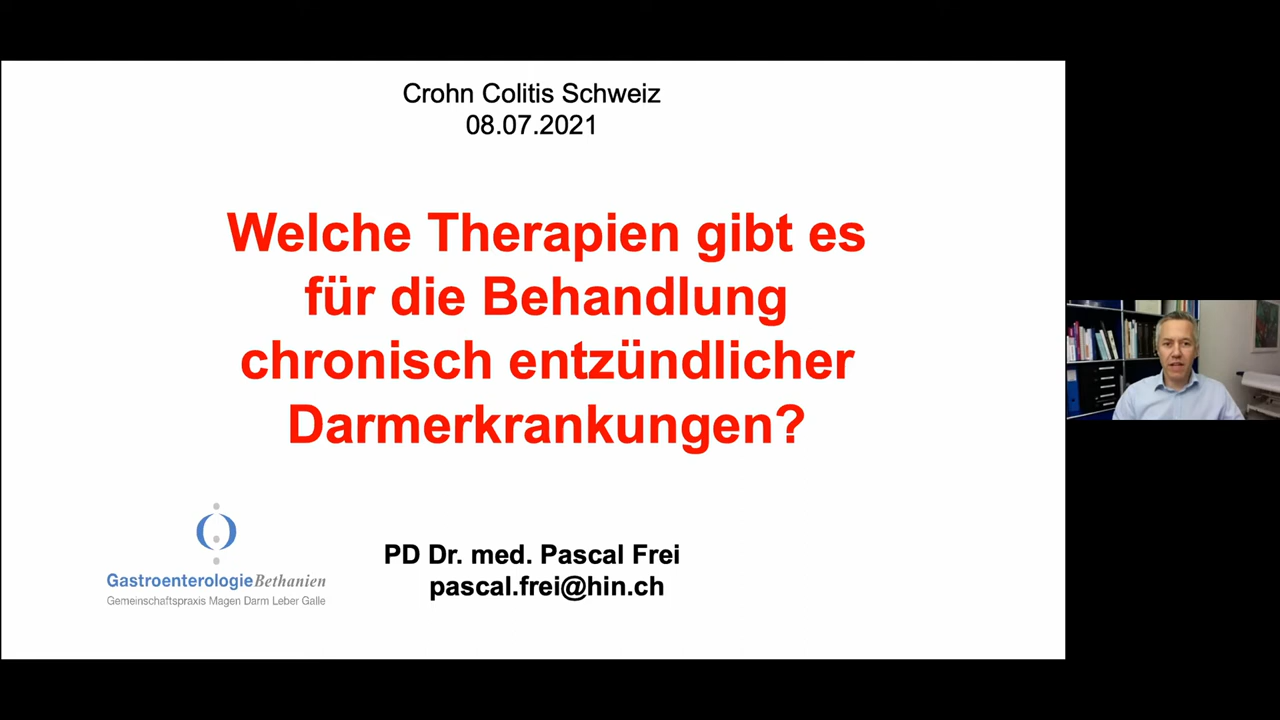 Crohn Colitis Schweiz
08.07.2021
Welche Therapien gibt es
für die Behandlung
chronisch entzündlicher
Darmerkrankungen?
PD Dr. med. Pascal Frei
pascal.frei@hin.ch
GastroenterologieBethanien
Gemeinschaftspraxis Magen Darm Leber Galle